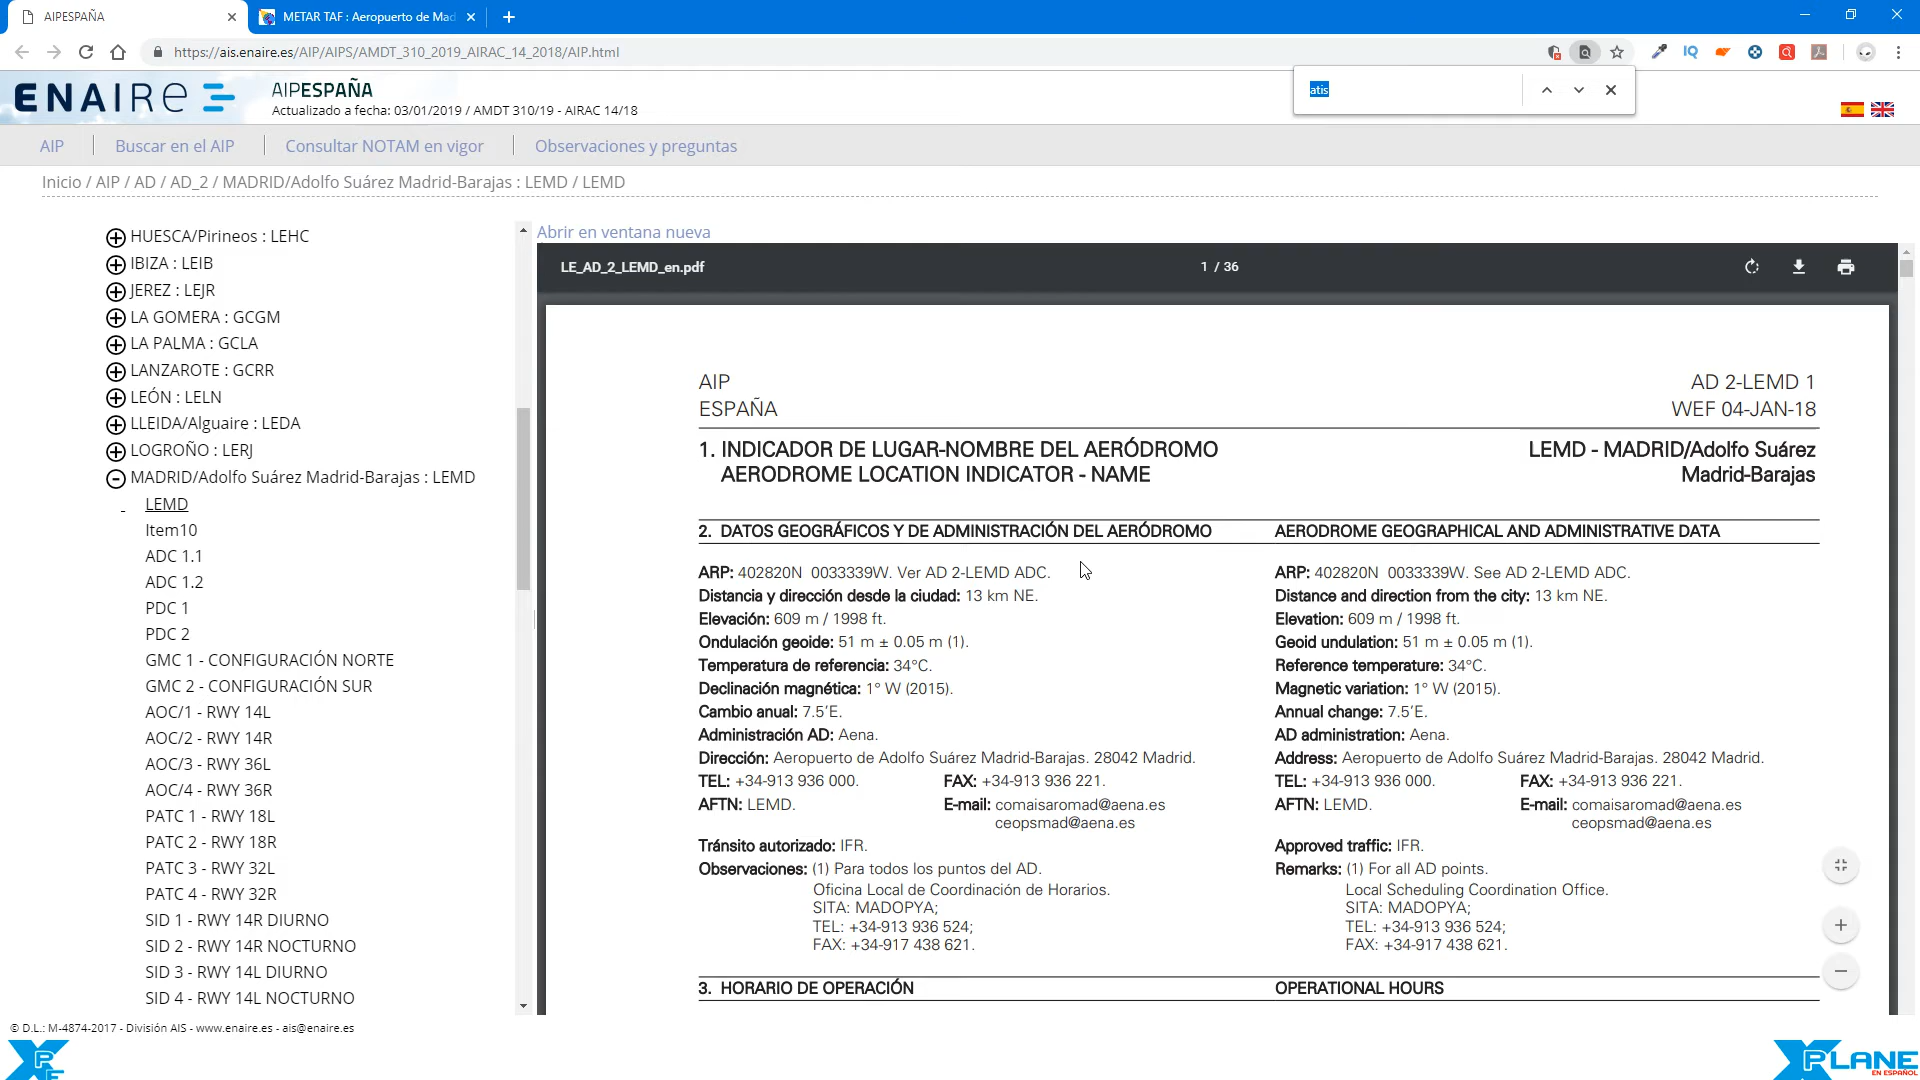 AIPESPAÑA
METAR TAF : Aeropuerto de Mad
https://ais.enaire.es/AIP/AIPS/AMDT_310_2019_AIRAC_14_2018/AIP.html
atis
ENAIRE
AIPESPAÑA
Actualizado a fecha: 03/01/2019 / AMDT 310/19 - AIRAC 14/18
AIP
Buscar en el AIP
Consultar NOTAM en vigor
Observaciones y preguntas
Inicio / AIP / AD / AD_2 / MADRID/Adolfo Suárez Madrid-Barajas : LEMD / LEMD
HUESCA/Pirineos : LEHC
IBIZA : LEIB
JEREZ : LEJR
LA GOMERA : GCGM
LA PALMA : GCLA
LANZAROTE : GCRR
LEÓN : LELN
LLEIDA/Alguaire : LEDA
LOGROÑO : LERJ
MADRID/Adolfo Suárez Madrid-Barajas : LEMD
LEMD
Item10
ADC 1.1
ADC 1.2
PDC 1
PDC 2
GMC 1 - CONFIGURACIÓN NORTE
GMC 2 - CONFIGURACIÓN SUR
AOC/1 - RWY 14L
AOC/2 - RWY 14R
AOC/3 - RWY 36L
AOC/4 - RWY 36R
PATC 1 - RWY 18L
PATC 2 - RWY 18R
PATC 3 - RWY 32L
PATC 4 - RWY 32R
SID 1 - RWY 14R DIURNO
SID 2 - RWY 14R NOCTURNO
SID 3 - RWY 14L DIURNO
SID 4 - RWY 14L NOCTURNO
Abrir en ventana nueva
LE_AD_2_LEMD_en.pdf
1 / 36
AIP
ESPAÑA
AD 2-LEMD 1
WEF 04-JAN-18
1. INDICADOR DE LUGAR-NOMBRE DEL AERÓDROMO
AERODROME LOCATION INDICATOR - NAME
LEMD - MADRID/Adolfo Suárez
Madrid-Barajas
2. DATOS GEOGRÁFICOS Y DE ADMINISTRACIÓN DEL AERÓDROMO
ARP: 402820N 0033339W. Ver AD 2-LEMD ADC.
Distancia y dirección desde la ciudad: 13 km NE.
Elevación: 609 m / 1998 ft.
Ondulación geoide: 51 m ± 0.05 m (1).
Temperatura de referencia: 34°C.
Declinación magnética: 1° W (2015).
Cambio anual: 7.5'E.
Administración AD: Aena.
Dirección: Aeropuerto de Adolfo Suárez Madrid-Barajas. 28042 Madrid.
TEL: +34-913 936 000. FAX: +34-913 936 221.
AFTN: LEMD. E-mail: comaisaromad@aena.es
ceopsmad@aena.es
Tránsito autorizado: IFR.
Observaciones: (1) Para todos los puntos del AD.
Oficina Local de Coordinación de Horarios.
SITA: MADOPYA;
TEL: +34-913 936 524;
FAX: +34-917 438 621.
AERODROME GEOGRAPHICAL AND ADMINISTRATIVE DATA
ARP: 402820N 0033339W. See AD 2-LEMD ADC.
Distance and direction from the city: 13 km NE.
Elevation: 609 m / 1998 ft.
Geoid undulation: 51 m ± 0.05 m (1).
Reference temperature: 34°C.
Magnetic variation: 1° W (2015).
Annual change: 7.5'E.
AD administration: Aena.
Address: Aeropuerto de Adolfo Suárez Madrid-Barajas. 28042 Madrid.
TEL: +34-913 936 000. FAX: +34-913 936 221.
AFTN: LEMD. E-mail: comaisaromad@aena.es
ceopsmad@aena.es
Approved traffic: IFR.
Remarks: (1) For all AD points.
Local Scheduling Coordination Office.
SITA: MADOPYA;
TEL: +34-913 936 524;
FAX: +34-917 438 621.
3. HORARIO DE OPERACIÓN
OPERATIONAL HOURS
© D.L.: M-4874-2017 - División AIS - www.enaire.es - ais@enaire.es
XPE
X PLANE
EN ESPAÑOL